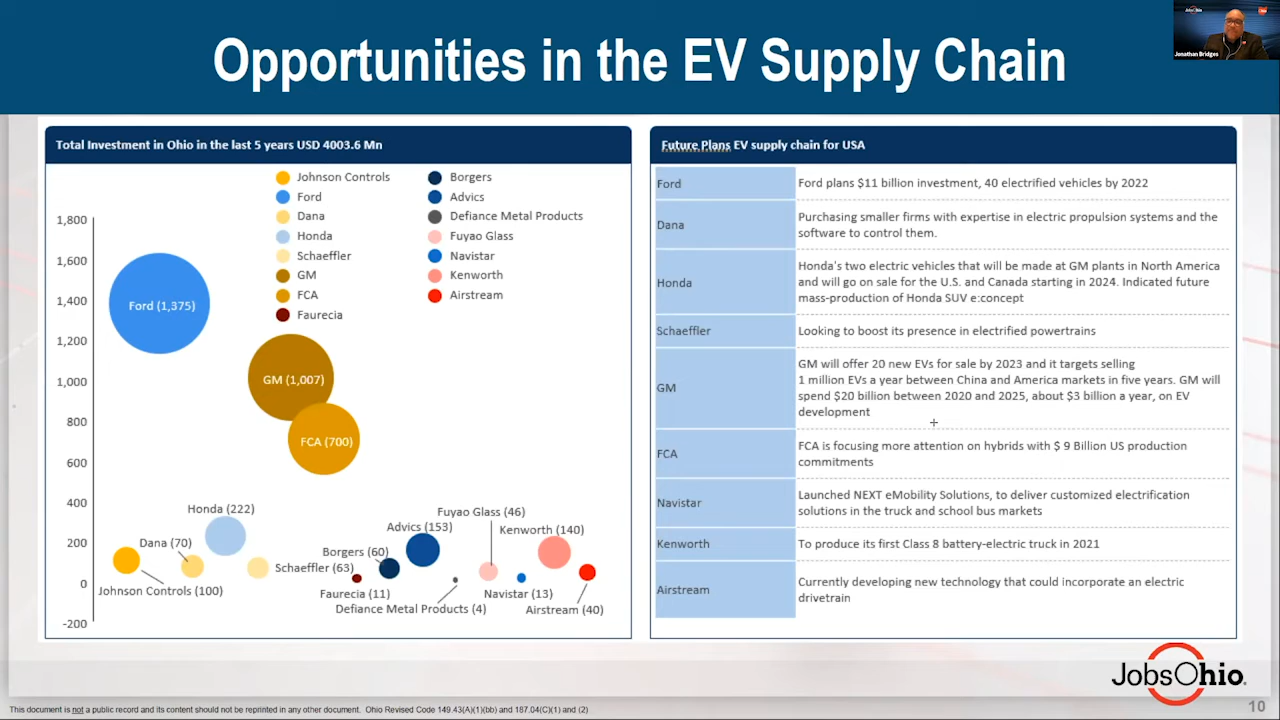 Opportunities in the EV Supply Chain
JobsOhio
Jonathan Bridges
Total Investment in Ohio in the last 5 years USD 4003.6 Mn
Johnson Controls
Ford
Dana
Honda
Schaeffler
GM
FCA
Faurecia
Borgers
Advics
Defiance Metal Products
Fuyao Glass
Navistar
Kenworth
Airstream
1,800
1,600
1,400
1,200
1,000
800
600
400
200
0
-200
Ford (1,375)
GM (1,007)
FCA (700)
Honda (222)
Dana (70)
Johnson Controls (100)
Schaeffler (63)
Fuyao Glass (46)
Advics (153)
Kenworth (140)
Borgers (60)
Faurecia (11)
Defiance Metal Products (4)
Navistar (13)
Airstream (40)
Future Plans EV supply chain for USA
Ford
Ford plans $11 billion investment, 40 electrified vehicles by 2022
Dana
Purchasing smaller firms with expertise in electric propulsion systems and the
software to control them.
Honda
Honda's two electric vehicles that will be made at GM plants in North America
and will go on sale for the U.S. and Canada starting in 2024. Indicated future
mass-production of Honda SUV e:concept
Schaeffler
Looking to boost its presence in electrified powertrains
GM
GM will offer 20 new EVs for sale by 2023 and it targets selling
1 million EVs a year between China and America markets in five years. GM will
spend $20 billion between 2020 and 2025, about $3 billion a year, on EV
development
FCA
FCA is focusing more attention on hybrids with $ 9 Billion US production
commitments
Navistar
Launched NEXT eMobility Solutions, to deliver customized electrification
solutions in the truck and school bus markets
Kenworth
To produce its first Class 8 battery-electric truck in 2021
Airstream
Currently developing new technology that could incorporate an electric
drivetrain
JobsOhio.
This document is not a public record and its content should not be reprinted in any other document. Ohio Revised Code 149.43(A)(1)(bb) and 187.04(C)(1) and (2)
10